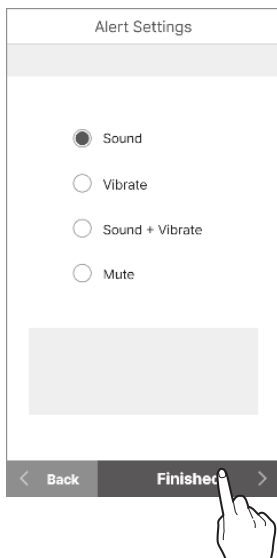 Alert Settings
Sound
Vibrate
Sound + Vibrate
Mute
< Back Finished >